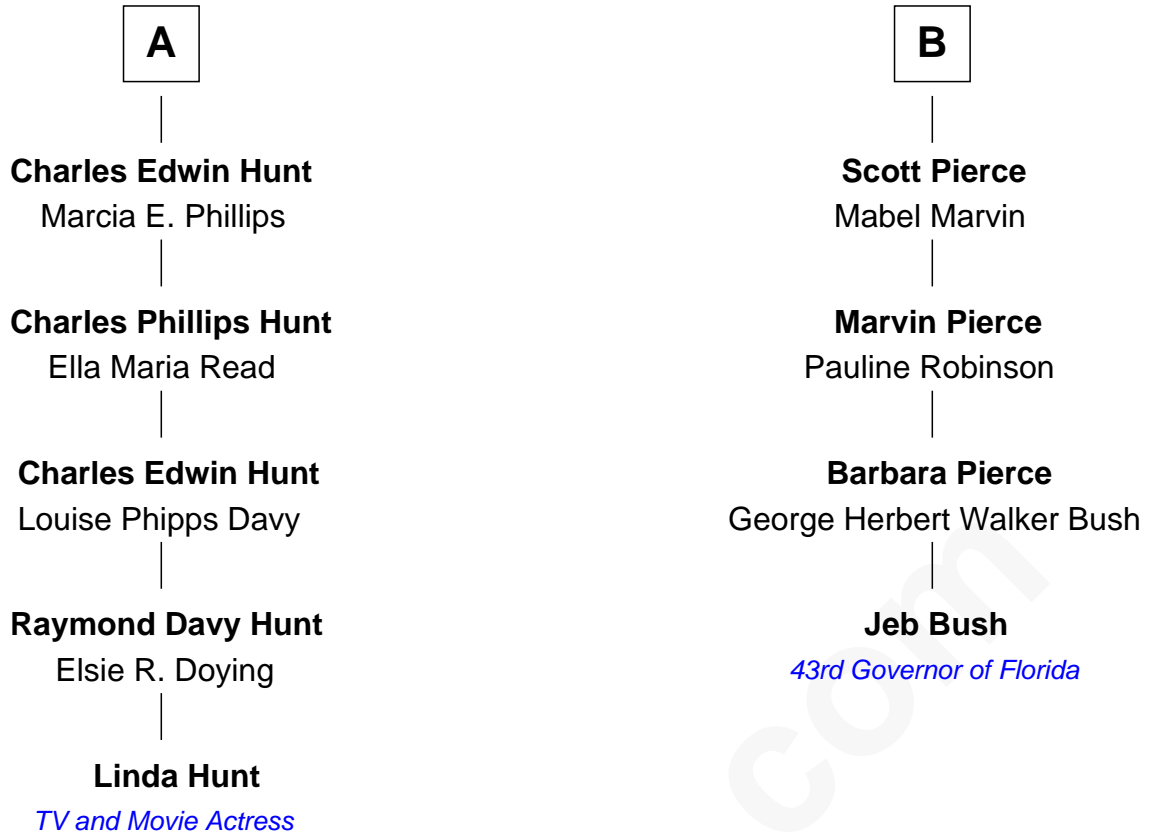 A
Charles Edwin Hunt
Marcia E. Phillips
Charles Phillips Hunt
Ella Maria Read
Charles Edwin Hunt
Louise Phipps Davy
Raymond Davy Hunt
Elsie R. Doying
Linda Hunt
TV and Movie Actress
B
Scott Pierce
Mabel Marvin
Marvin Pierce
Pauline Robinson
Barbara Pierce
George Herbert Walker Bush
Jeb Bush
43rd Governor of Florida
com